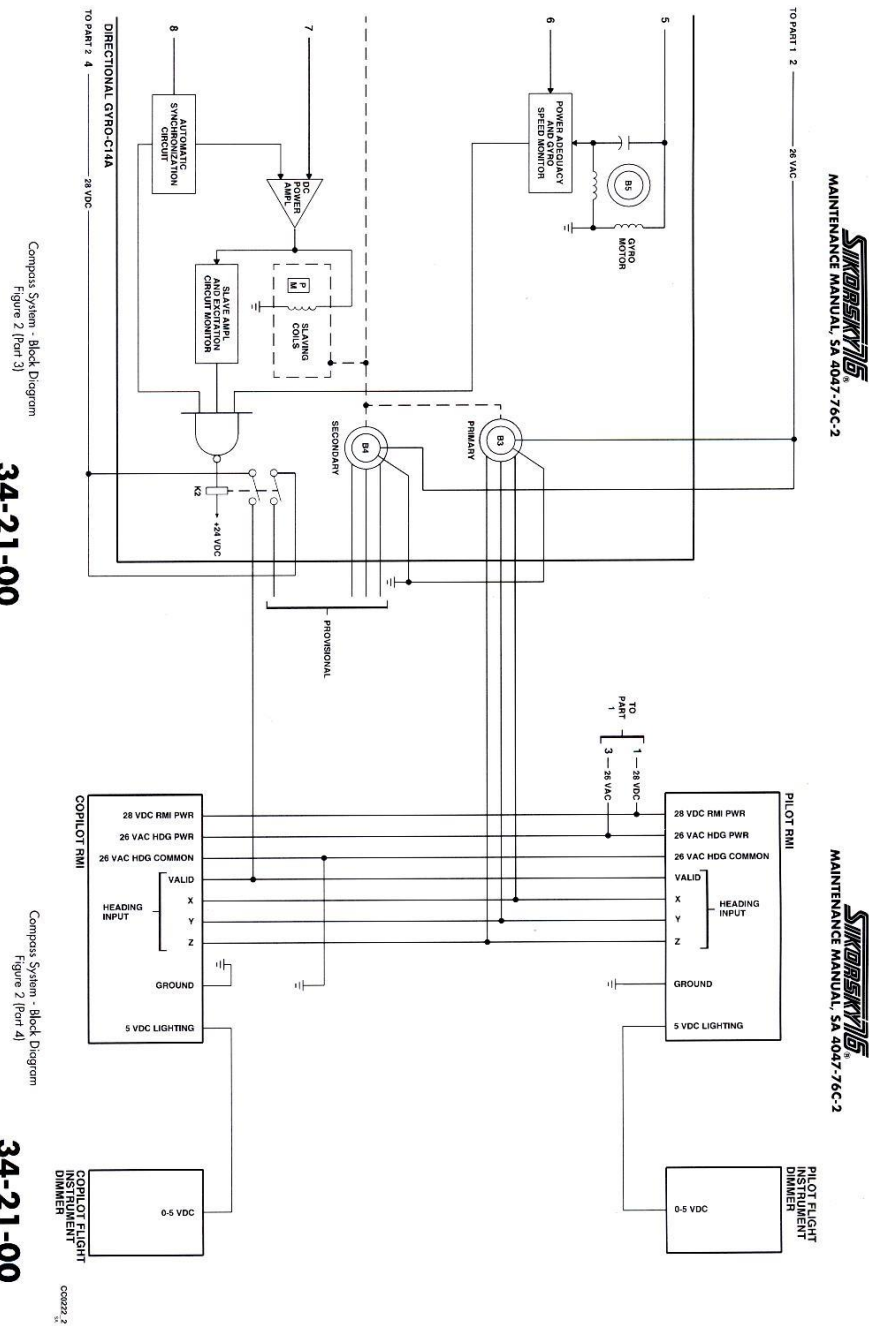 SIKORSKY76®
MAINTENANCE MANUAL, SA 4047-76C-2
TO PART 1 2
26 VAC
5
6
7
8
TO PART 2 4
28 VDC
DIRECTIONAL GYRO-C14A
POWER ADEQUACY
AND GYRO
SPEED MONITOR
B5
GYRO
MOTOR
AUTOMATIC
SYNCHRONIZATION
CIRCUIT
DC
POWER
AMPL
P
M
SLAVING
COILS
SLAVE AMPL
AND EXCITATION
CIRCUIT MONITOR
PRIMARY
B3
SECONDARY
B4
K2
+24 VDC
PROVISIONAL
Compass System - Block Diagram
Figure 2 (Part 3)
34-21-00
SIKORSKY76®
MAINTENANCE MANUAL, SA 4047-76C-2
TO
PART
1
1
28 VDC
3
26 VAC
PILOT RMI
28 VDC RMI PWR
26 VAC HDG PWR
26 VAC HDG COMMON
VALID
X
Y
Z
HEADING
INPUT
GROUND
5 VDC LIGHTING
COPILOT RMI
28 VDC RMI PWR
26 VAC HDG PWR
26 VAC HDG COMMON
VALID
X
Y
Z
HEADING
INPUT
GROUND
5 VDC LIGHTING
PILOT FLIGHT
INSTRUMENT
DIMMER
0-5 VDC
COPILOT FLIGHT
INSTRUMENT
DIMMER
0-5 VDC
Compass System - Block Diagram
Figure 2 (Part 4)
34-21-00
CC0222_2